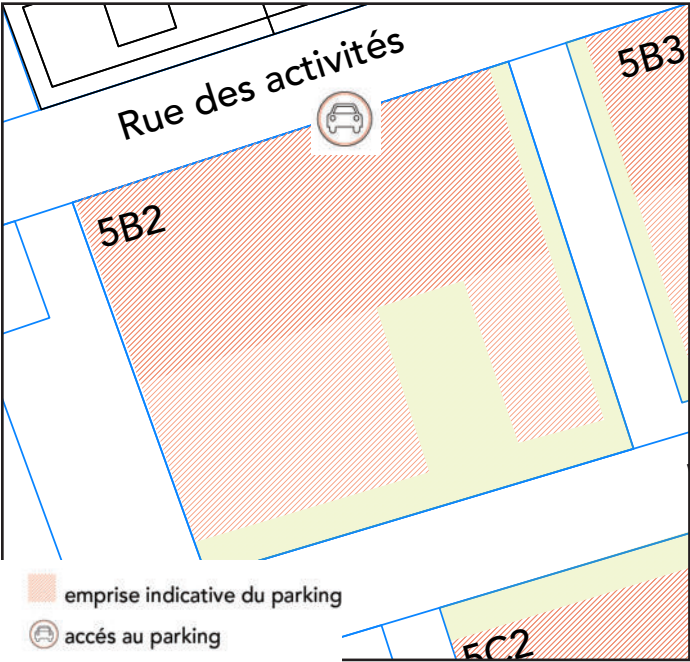 Rue des activités
5B3
5B2
5C2
emprise indicative du parking
accés au parking